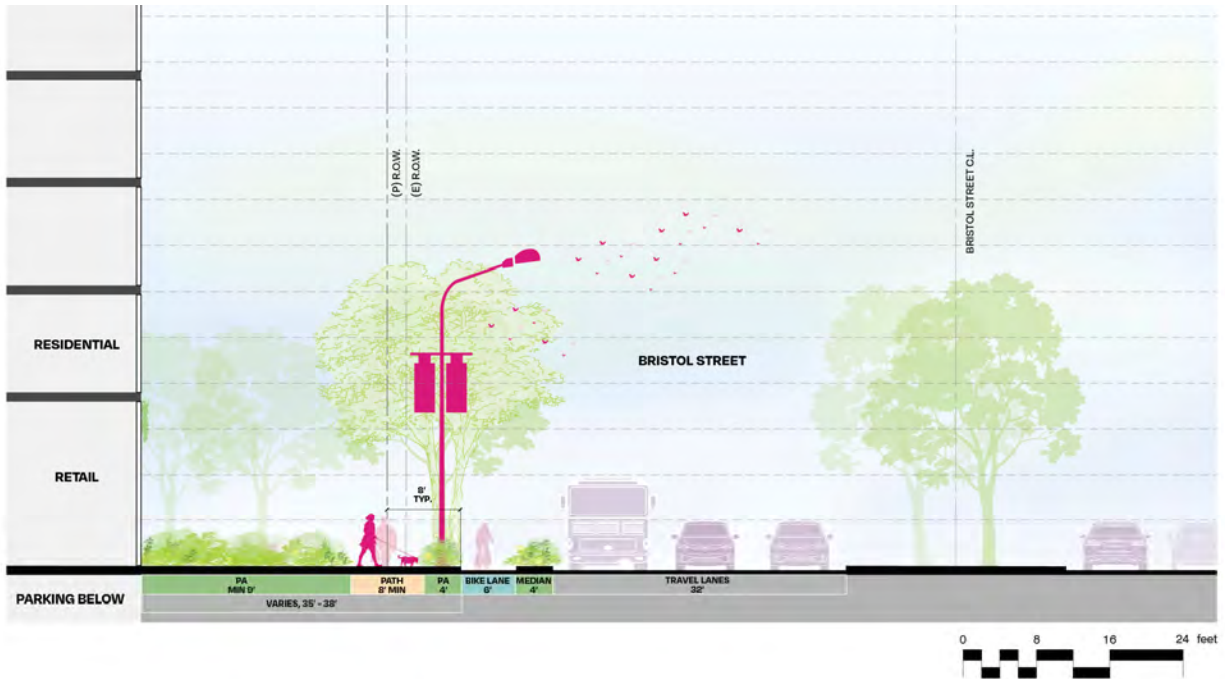 (P) R.O.W.
(E) R.O.W.
BRISTOL STREET C.L.
RESIDENTIAL
BRISTOL STREET
RETAIL
8'
TYP.
PA
MIN 9'
PATH
8' MIN
PA
4'
BIKE LANE
6'
MEDIAN
4'
TRAVEL LANES
32'
PARKING BELOW
VARIES, 35' - 38'
0 8 16 24 feet